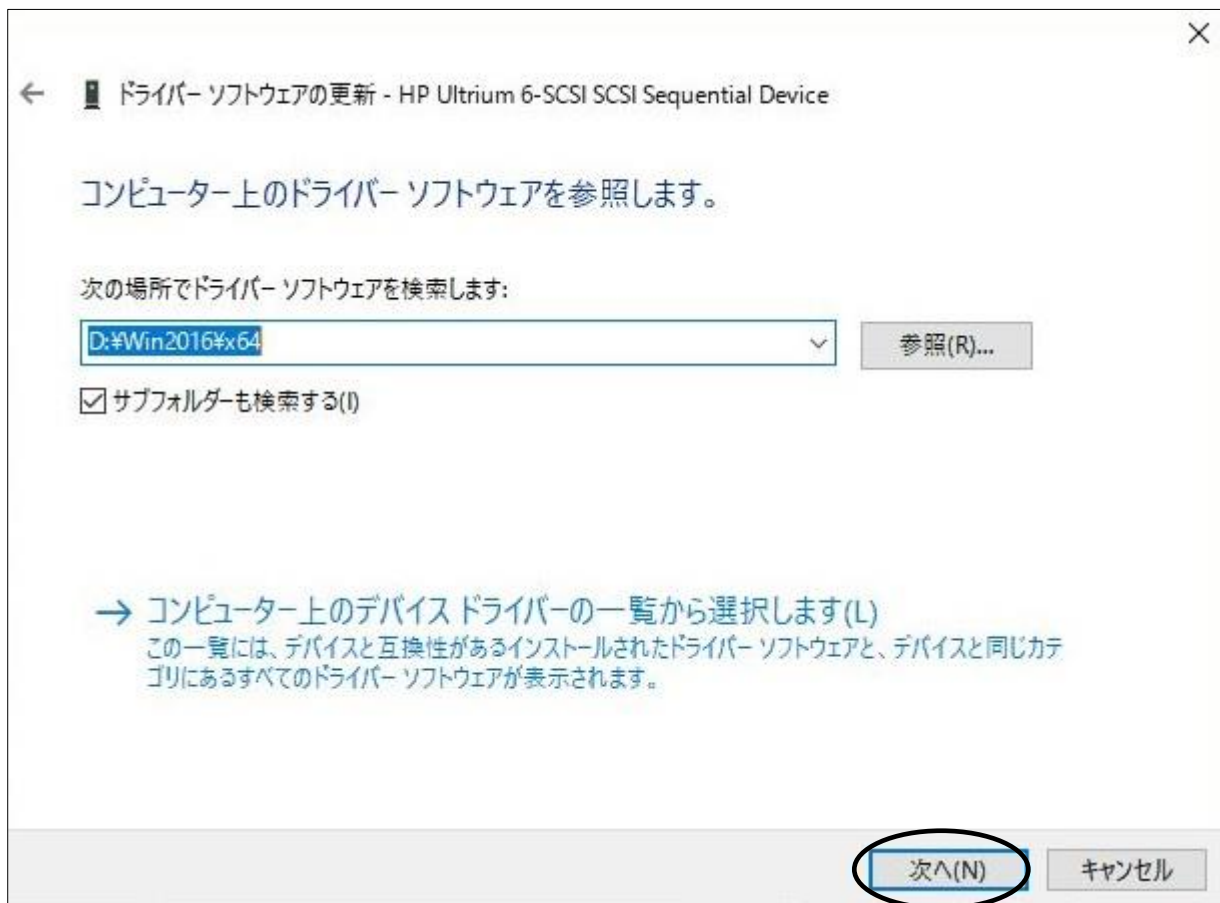 ドライバー ソフトウェアの更新 - HP Ultrium 6-SCSI SCSI Sequential Device
コンピューター上のドライバー ソフトウェアを参照します。
次の場所でドライバー ソフトウェアを検索します:
D:¥Win2016¥x64
参照(R)...
サブフォルダーも検索する(I)
コンピューター上のデバイス ドライバーの一覧から選択します(L)
この一覧には、デバイスと互換性があるインストールされたドライバー ソフトウェアと、デバイスと同じカテ
ゴリにあるすべてのドライバー ソフトウェアが表示されます。
次へ(N)
キャンセル